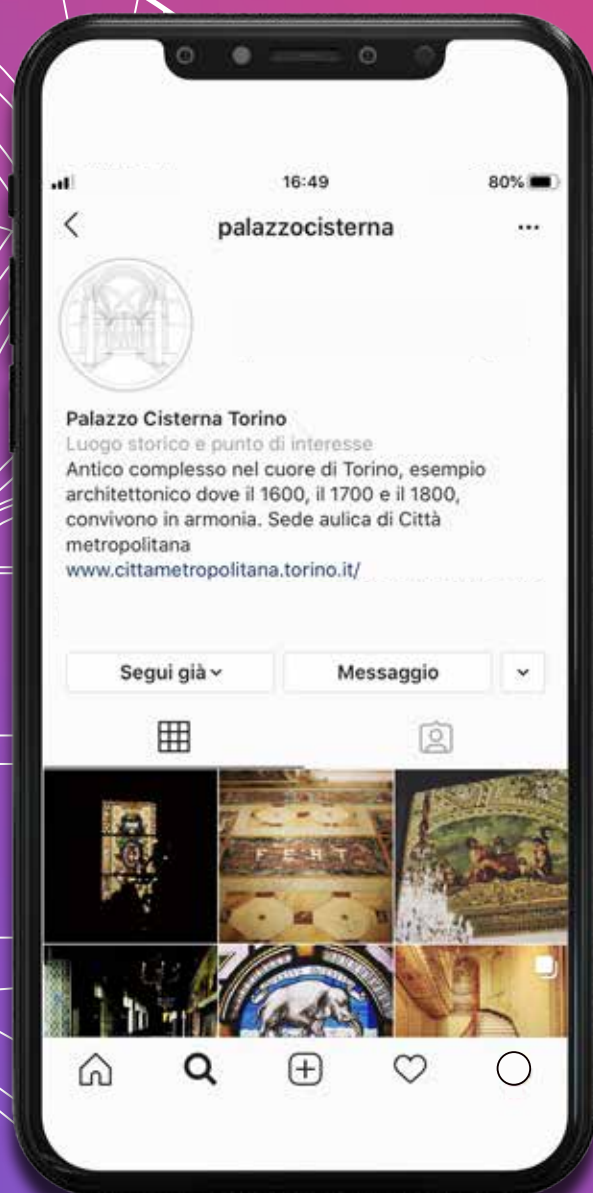 16:49
80%
palazzocisterna
Palazzo Cisterna Torino
Luogo storico e punto di interesse
Antico complesso nel cuore di Torino, esempio
architettonico dove il 1600, il 1700 e il 1800,
convivono in armonia. Sede aulica di Città
metropolitana
www.cittametropolitana.torino.it/
Segui già
Messaggio
FERT